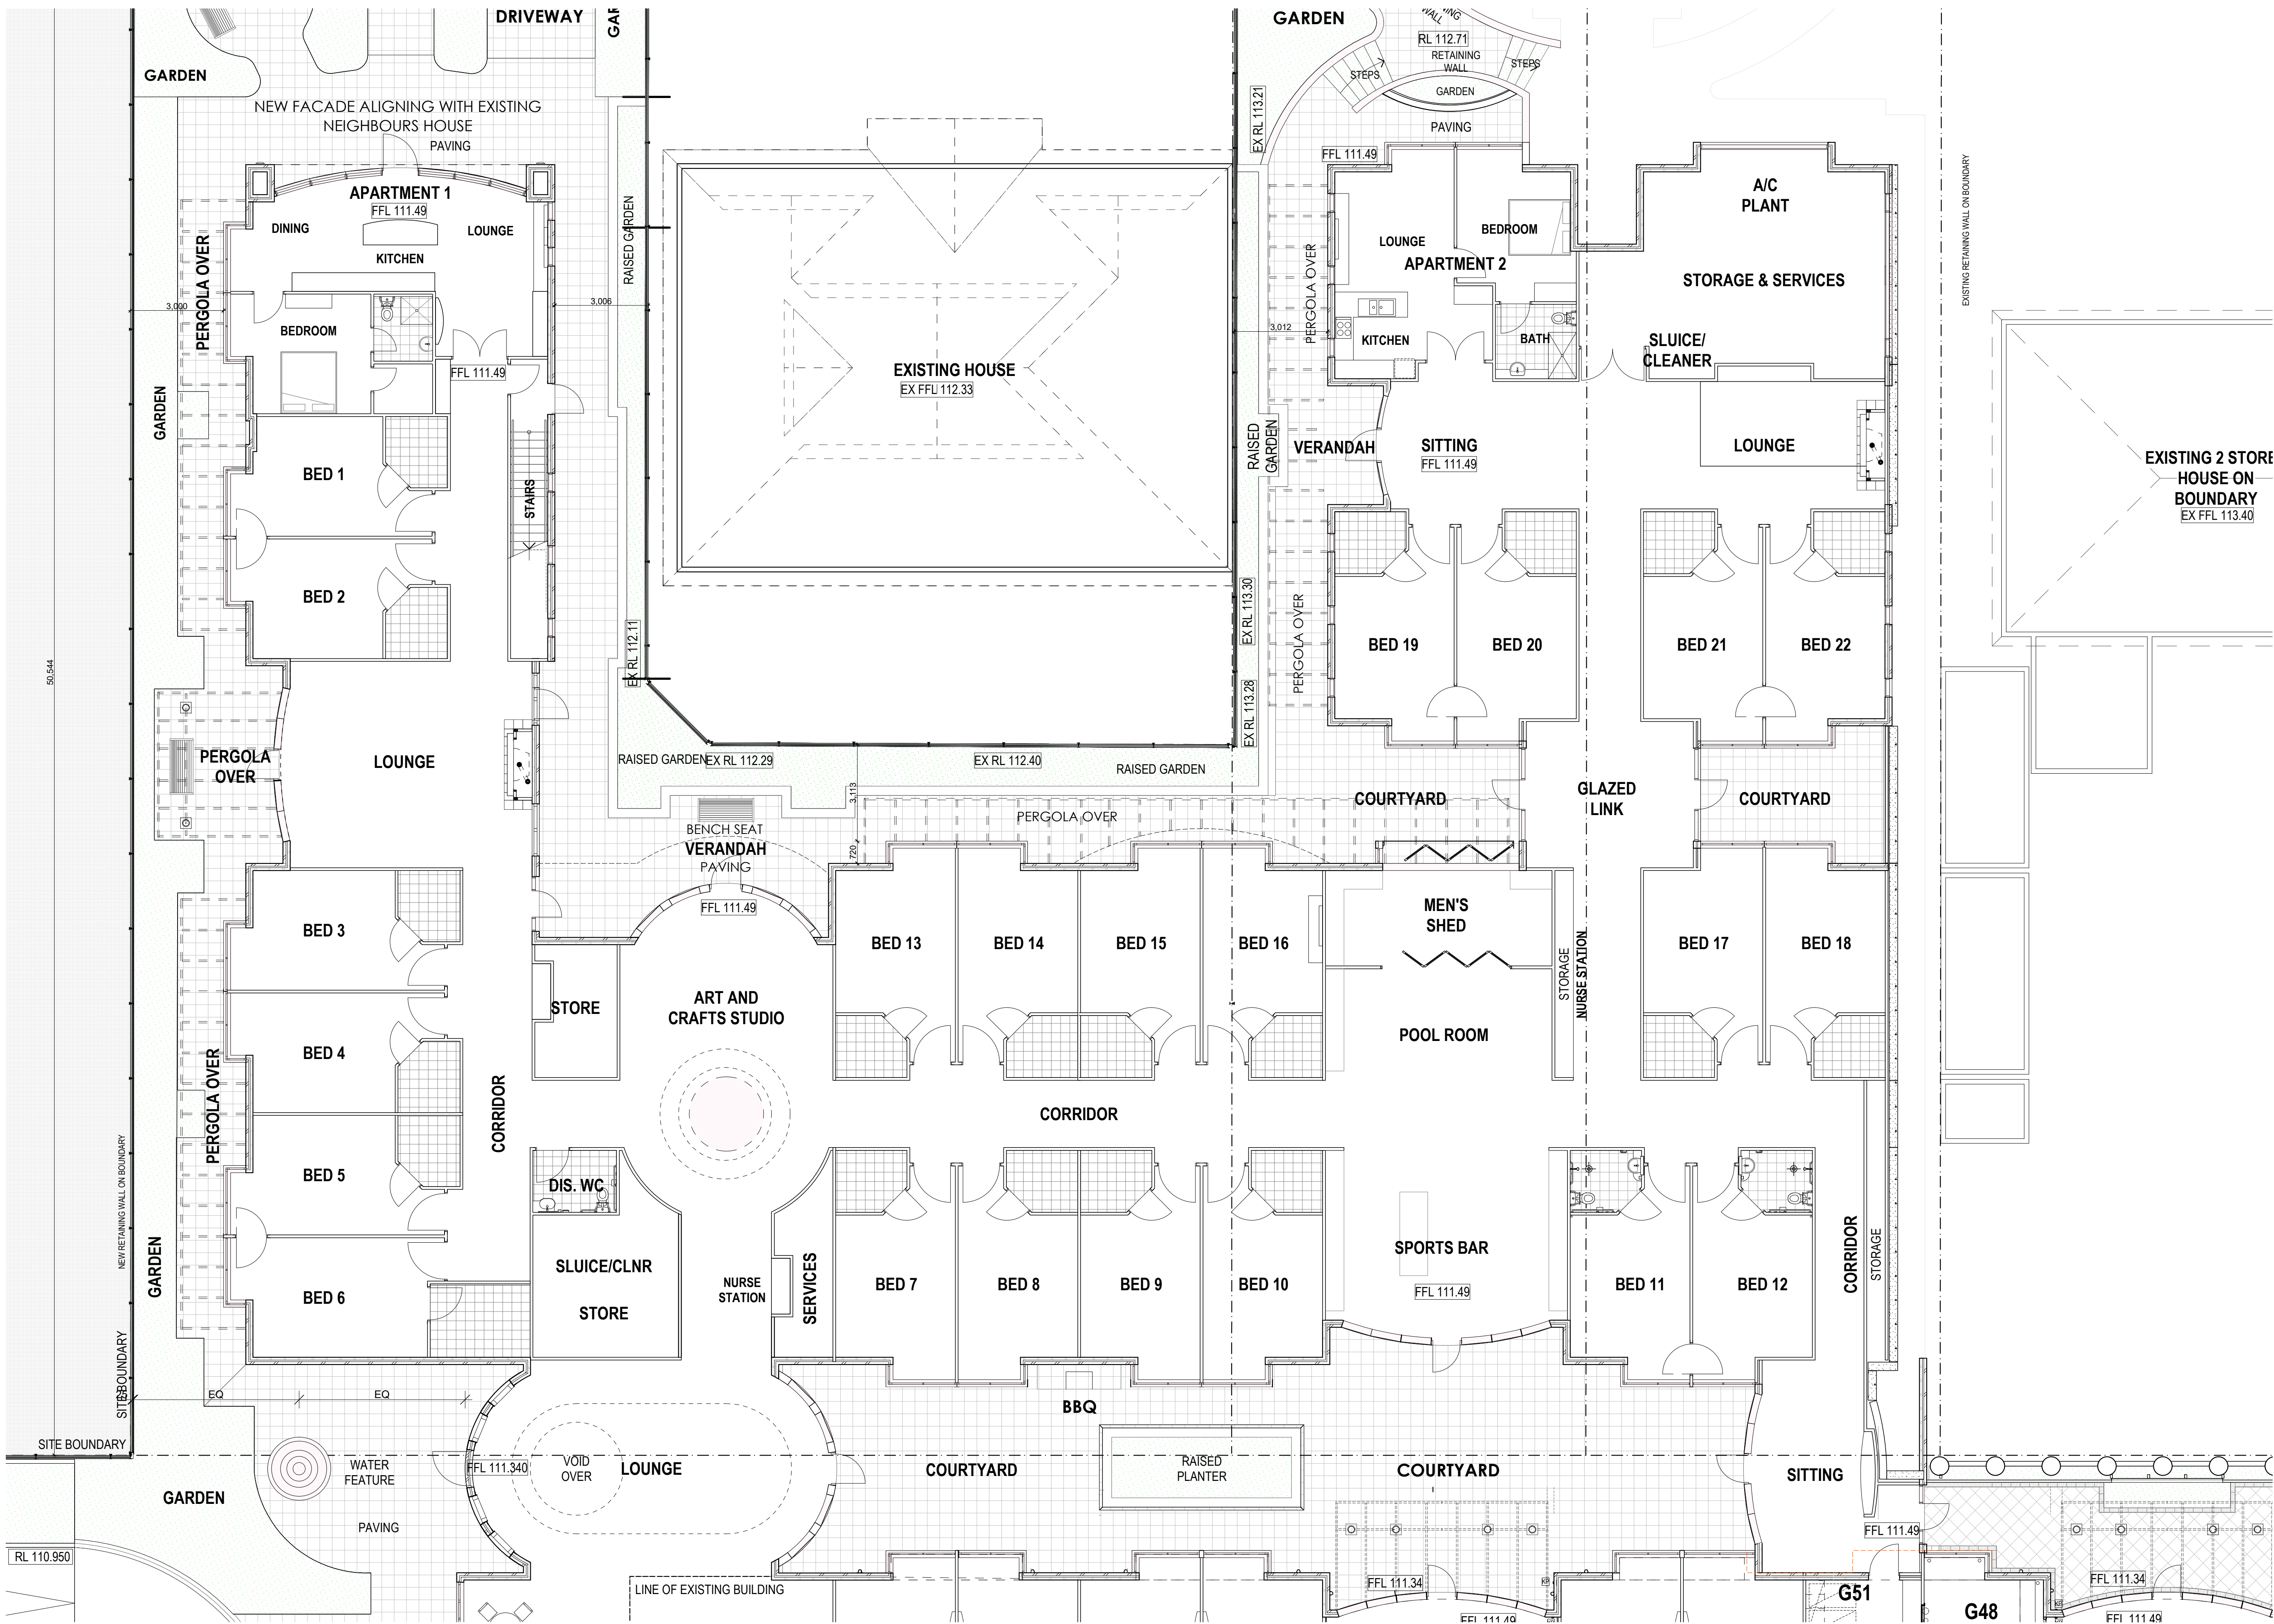 DRIVEWAY
GARDEN
RL 112.71
RETAINING
WALL
STEPS
STEPS
GARDEN
PAVING
GARDEN
NEW FACADE ALIGNING WITH EXISTING
NEIGHBOURS HOUSE
PAVING
EX RL 113.21
FFL 111.49
EXISTING RETAINING WALL ON BOUNDARY
APARTMENT 1
FFL 111.49
DINING
LOUNGE
KITCHEN
PERGOLA OVER
RAISED GARDEN
3,000
3,006
BEDROOM
FFL 111.49
GARDEN
STAIRS
BED 1
BED 2
EXISTING HOUSE
EX FFL 112.33
3,012
PERGOLA OVER
LOUNGE
BEDROOM
APARTMENT 2
KITCHEN
BATH
A/C
PLANT
STORAGE & SERVICES
SLUICE/
CLEANER
RAISED
GARDEN
VERANDAH
SITTING
FFL 111.49
LOUNGE
HOUSE ON
BOUNDARY
EX FFL 113.40
EX RL 112.11
EX RL 113.30
PERGOLA OVER
BED 19
BED 20
BED 21
BED 22
50,544
EX RL 113.28
PERGOLA
OVER
LOUNGE
RAISED GARDEN
EX RL 112.29
EX RL 112.40
RAISED GARDEN
3,113
COURTYARD
GLAZED
LINK
COURTYARD
PERGOLA OVER
BENCH SEAT
VERANDAH
PAVING
720
FFL 111.49
BED 3
BED 4
BED 5
BED 6
PERGOLA OVER
CORRIDOR
STORE
ART AND
CRAFTS STUDIO
BED 13
BED 14
BED 15
BED 16
MEN'S
SHED
STORAGE
NURSE STATION
BED 17
BED 18
POOL ROOM
CORRIDOR
NEW RETAINING WALL ON BOUNDARY
GARDEN
DIS. WC
SLUICE/CLNR
STORE
NURSE
STATION
SERVICES
BED 7
BED 8
BED 9
BED 10
SPORTS BAR
FFL 111.49
BED 11
BED 12
CORRIDOR
STORAGE
SITE BOUNDARY
EQ
EQ
BBQ
SITE BOUNDARY
WATER
FEATURE
FFL 111.340
VOID
OVER
LOUNGE
COURTYARD
RAISED
PLANTER
COURTYARD
SITTING
GARDEN
PAVING
RL 110.950
FFL 111.49
LINE OF EXISTING BUILDING
FFL 111.34
FFL 111.34
G51
G48
FFL 111.49
FFL 111.49